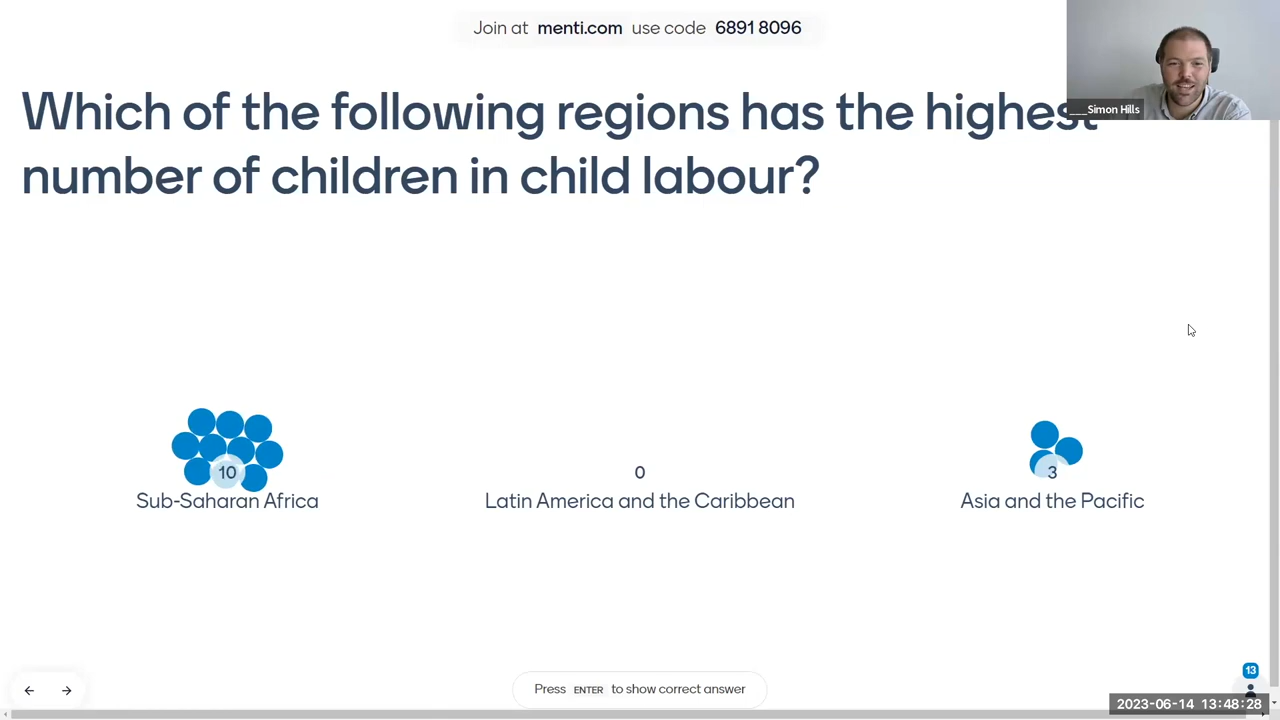 Join at menti.com use code 6891 8096
Which of the following regions has the highest
number of children in child labour?
___Simon Hills
10
0
3
Sub-Saharan Africa
Latin America and the Caribbean
Asia and the Pacific
Press ENTER to show correct answer
13
2023-06-14 13:48:28